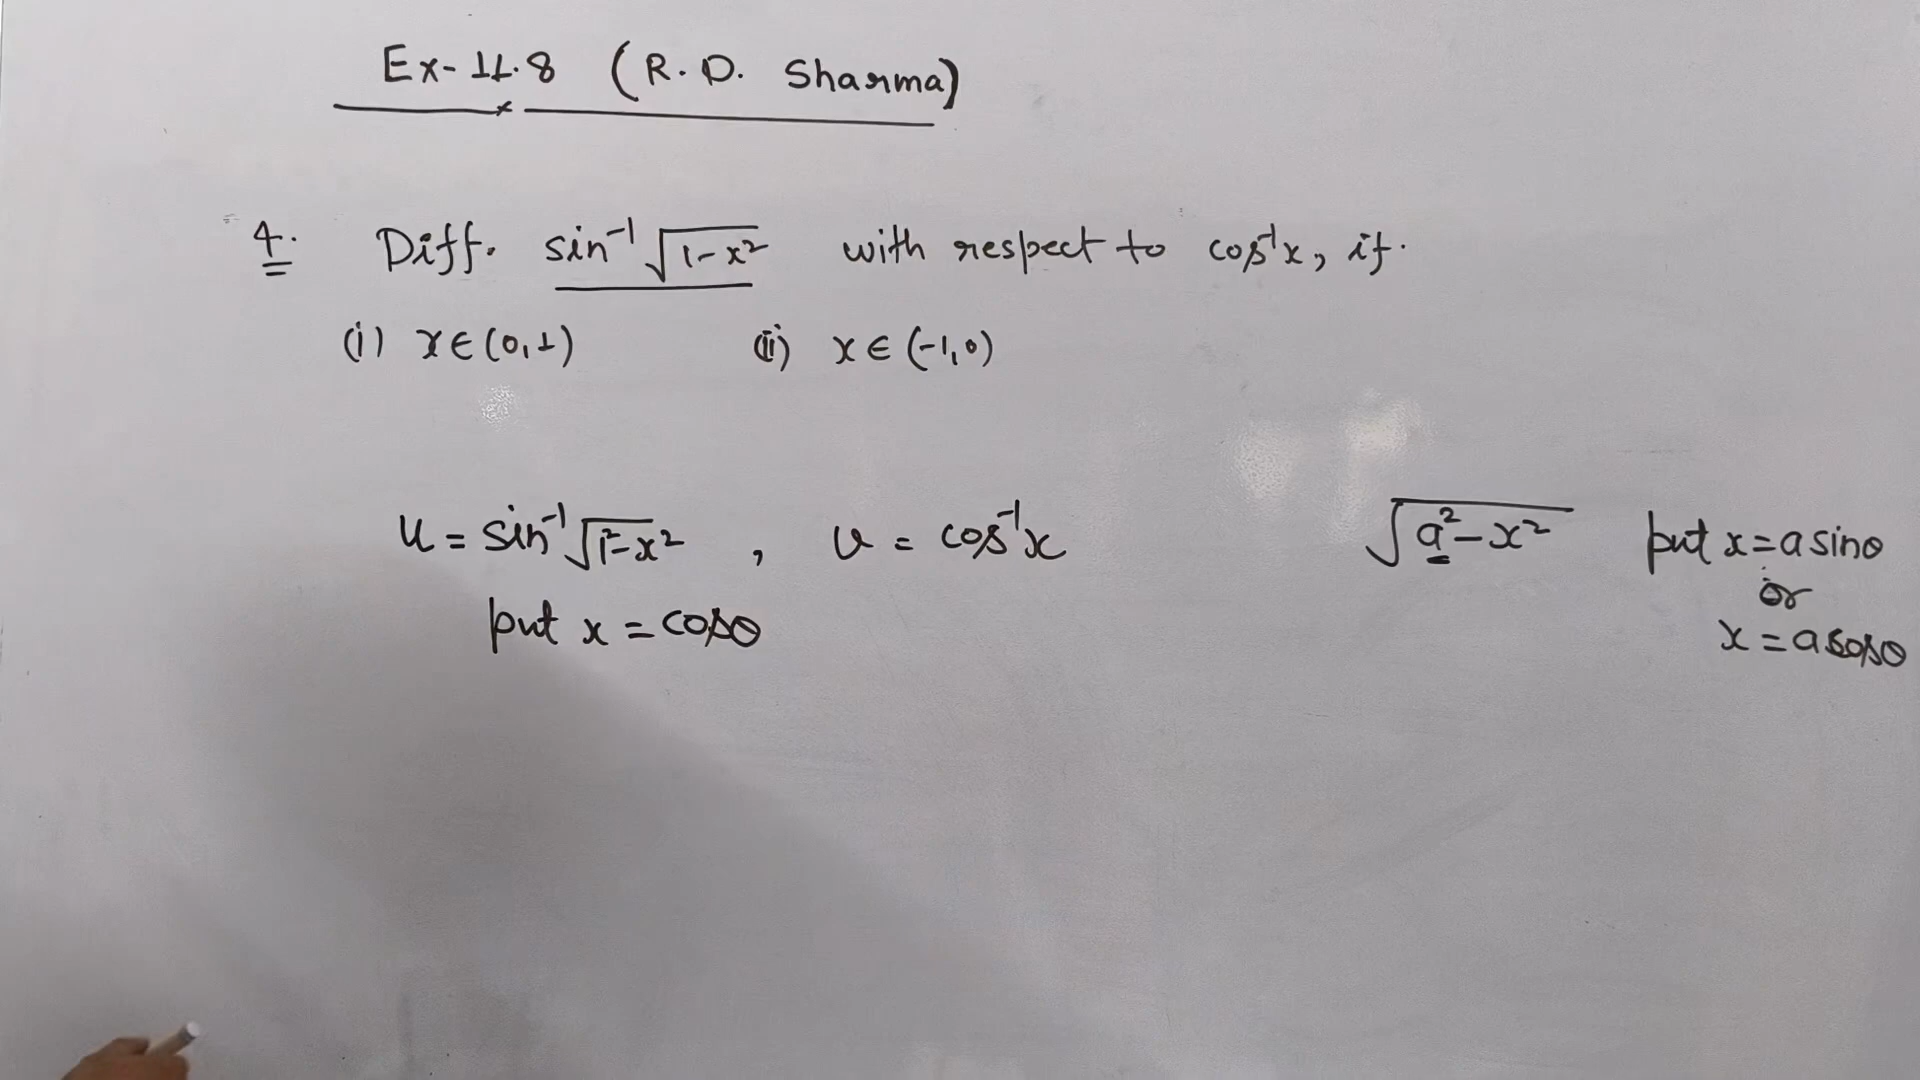 Ex-11.8 (R.D. Sharma)
4. Diff. sin⁻¹√(1-x²) with respect to cos⁻¹x, if.
(i) x∈(0,1) (ii) x∈(-1,0)
u = sin⁻¹√(1²-x²) , v = cos⁻¹x √(a²-x²) put x = a sinθ
or
put x = cosθ x = a cosθ